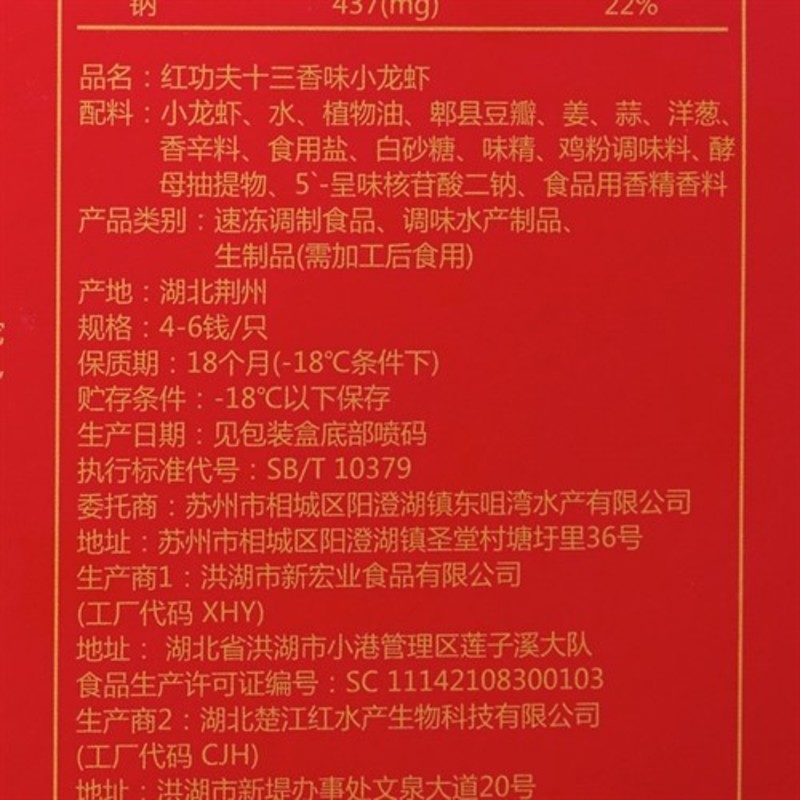 钠 437(mg) 22%
品名：红功夫十三香味小龙虾
配料：小龙虾、水、植物油、郫县豆瓣、姜、蒜、洋葱、
香辛料、食用盐、白砂糖、味精、鸡粉调味料、酵
母抽提物、5`-呈味核苷酸二钠、食品用香精香料
产品类别：速冻调制食品、调味水产制品、
生制品(需加工后食用)
产地：湖北荆州
规格：4-6钱/只
保质期：18个月(-18℃条件下)
贮存条件：-18℃以下保存
生产日期：见包装盒底部喷码
执行标准代号：SB/T 10379
委托商：苏州市相城区阳澄湖镇东咀湾水产有限公司
地址：苏州市相城区阳澄湖镇圣堂村塘圩里36号
生产商1：洪湖市新宏业食品有限公司
(工厂代码 XHY)
地址： 湖北省洪湖市小港管理区莲子溪大队
食品生产许可证编号：SC 11142108300103
生产商2：湖北楚江红水产生物科技有限公司
(工厂代码 CJH)
地址：洪湖市新堤办事处文泉大道20号